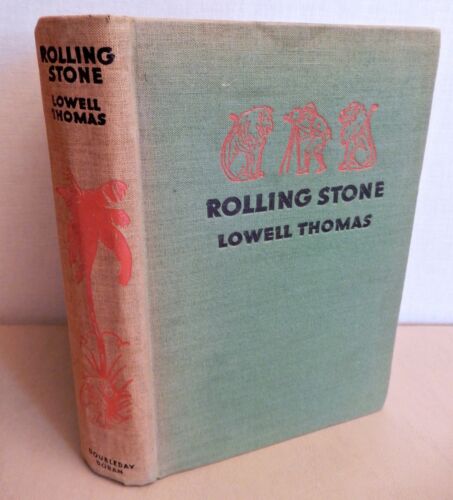 ROLLING
STONE
LOWELL
THOMAS
DOUBLEDAY
DORAN
ROLLING STONE
LOWELL THOMAS